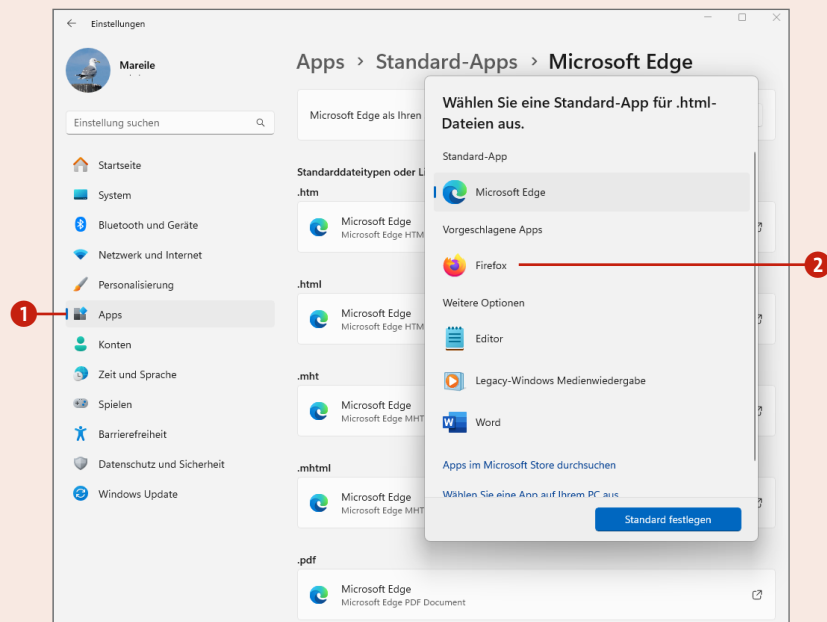 Einstellungen
Mareile
Einstellung suchen
Startseite
System
Bluetooth und Geräte
Netzwerk und Internet
Personalisierung
1
Apps
Konten
Zeit und Sprache
Spielen
Barrierefreiheit
Datenschutz und Sicherheit
Windows Update
Apps › Standard-Apps › Microsoft Edge
Microsoft Edge als Ihren
Standarddateitypen oder
.htm
Microsoft Edge
Microsoft Edge HTM
.html
Microsoft Edge
Microsoft Edge HTM
.mht
Microsoft Edge
Microsoft Edge MHT
.mhtml
Microsoft Edge
Microsoft Edge MHT
.pdf
Microsoft Edge
Microsoft Edge PDF Document
Wählen Sie eine Standard-App für .html-
Dateien aus.
Standard-App
Microsoft Edge
Vorgeschlagene Apps
Firefox
2
Weitere Optionen
Editor
Legacy-Windows Medienwiedergabe
Word
Apps im Microsoft Store durchsuchen
Wählen Sie eine App auf Ihrem PC aus
Standard festlegen